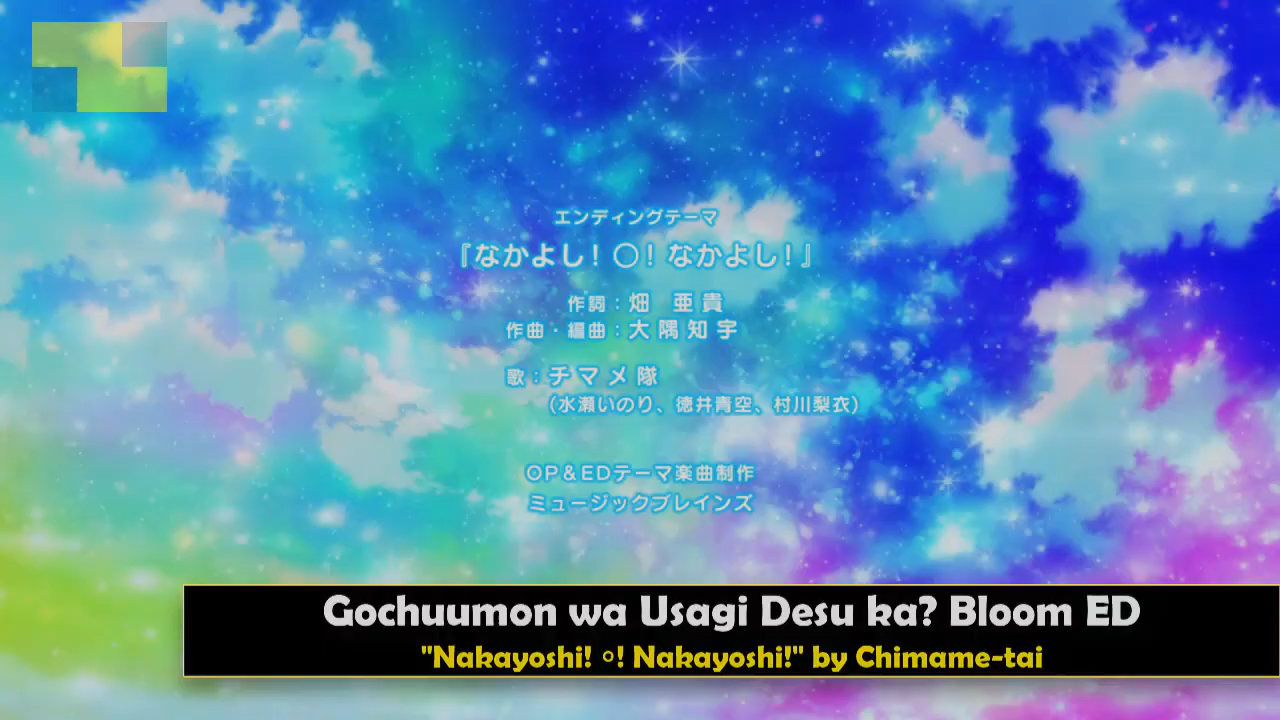 エンディングテーマ
『なかよし！○！なかよし！』
作詞：畑 亜貴
作曲・編曲：大隅知宇
歌：チマメ隊
(水瀬いのり、徳井青空、村川梨衣)
OP＆EDテーマ楽曲制作
ミュージックブレインズ
Gochuumon wa Usagi Desu ka? Bloom ED
"Nakayoshi! ○! Nakayoshi!" by Chimame-tai